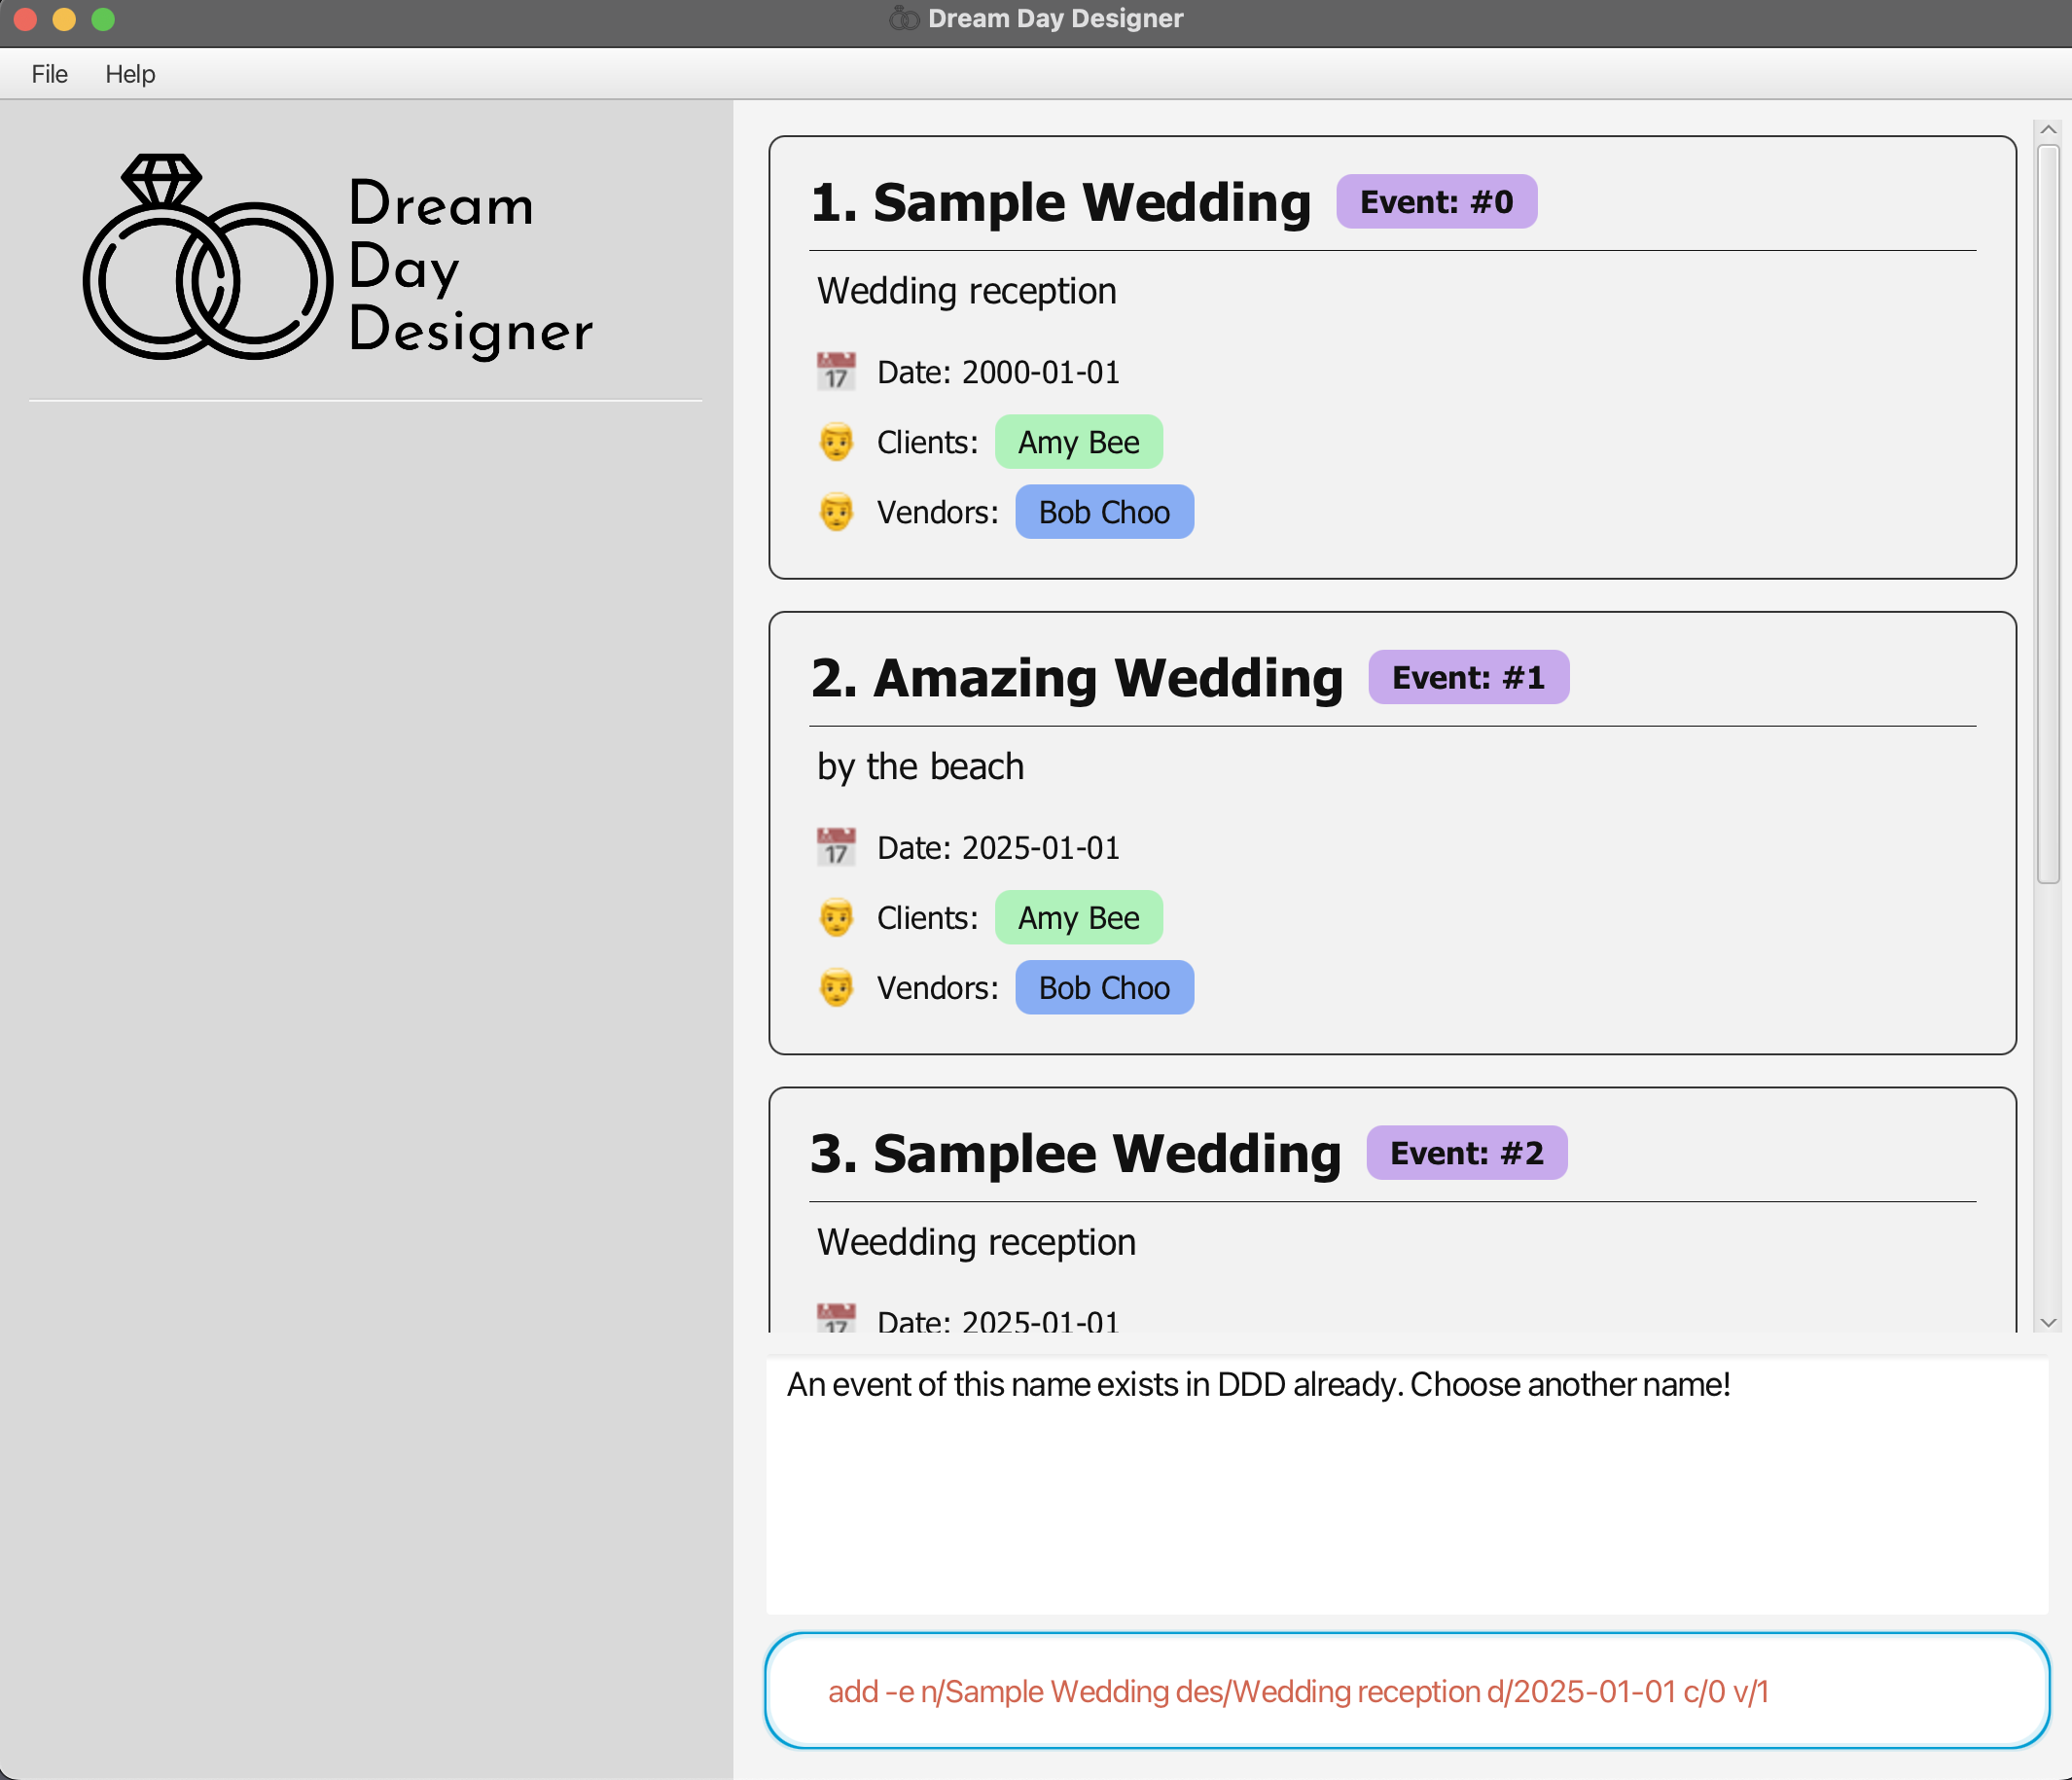 Dream Day Designer
File Help
Dream
Day
Designer
1. Sample Wedding Event: #0
Wedding reception
17 Date: 2000-01-01
Clients: Amy Bee
Vendors: Bob Choo
2. Amazing Wedding Event: #1
by the beach
17 Date: 2025-01-01
Clients: Amy Bee
Vendors: Bob Choo
3. Samplee Wedding Event: #2
Weedding reception
17 Date: 2025-01-01
An event of this name exists in DDD already. Choose another name!
add -e n/Sample Wedding des/Wedding reception d/2025-01-01 c/0 v/1